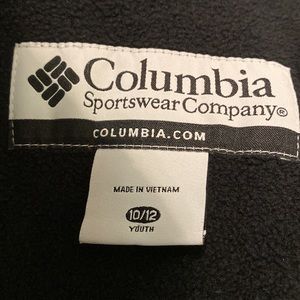 Columbia
Sportswear Company®
COLUMBIA.COM
MADE IN VIETNAM
10/12
YOUTH